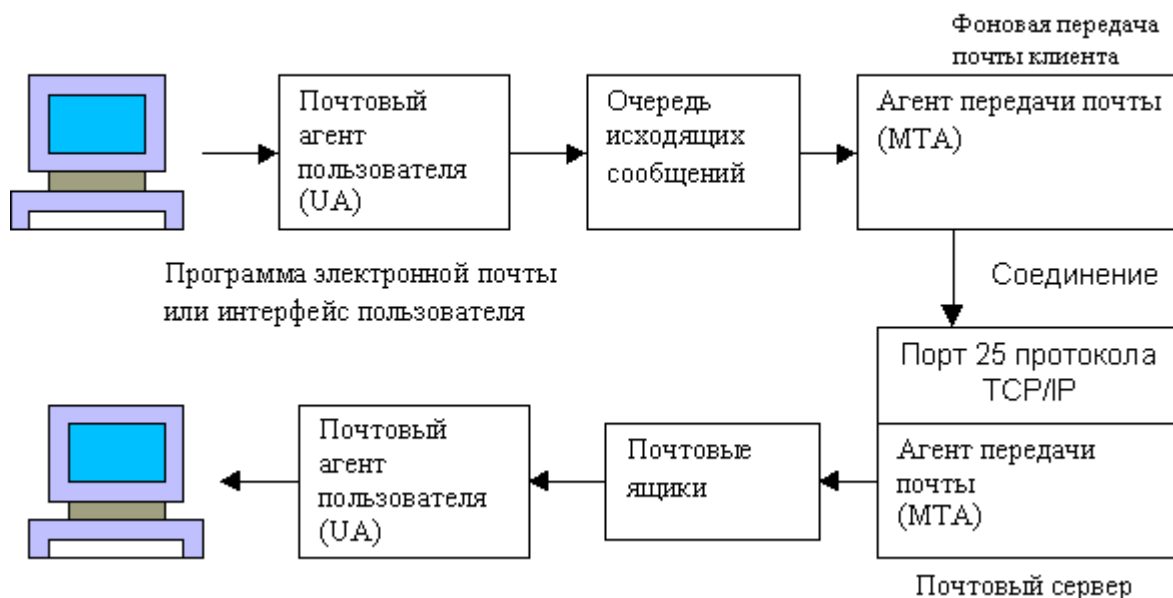 Фоновая передача
почты клиента
Почтовый
агент
пользователя
(UA)
Очередь
исходящих
сообщений
Агент передачи почты
(MTA)
Программа электронной почты
или интерфейс пользователя
Соединение
Порт 25 протокола
TCP/IP
Почтовый
агент
пользователя
(UA)
Почтовые
ящики
Агент передачи
почты
(MTA)
Почтовый сервер